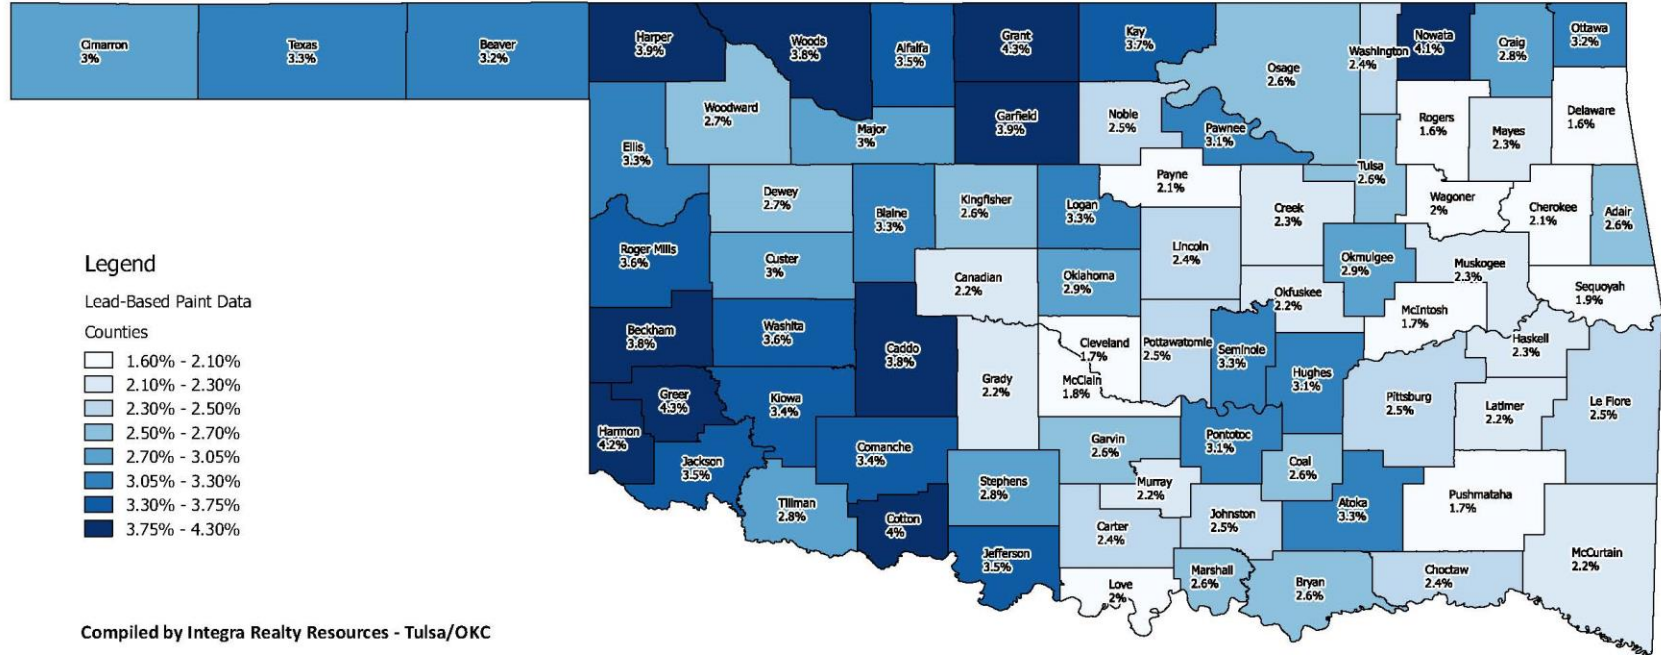 Cimarron
3%
Texas
3.3%
Beaver
3.2%
Harper
3.9%
Woods
3.8%
Alfalfa
3.5%
Grant
4.3%
Kay
3.7%
Osage
2.6%
Washington
2.4%
Nowata
4.1%
Craig
2.8%
Ottawa
3.2%
Woodward
2.7%
Major
3%
Garfield
3.9%
Noble
2.5%
Pawnee
3.1%
Rogers
1.6%
Mayes
2.3%
Delaware
1.6%
Ellis
3.3%
Dewey
2.7%
Blaine
3.3%
Kingfisher
2.6%
Logan
3.3%
Payne
2.1%
Creek
2.3%
Tulsa
2.6%
Wagoner
2%
Cherokee
2.1%
Adair
2.6%
Roger Mills
3.6%
Custer
3%
Canadian
2.2%
Oklahoma
2.9%
Lincoln
2.4%
Okmulgee
2.9%
Muskogee
2.3%
Sequoyah
1.9%
Okfuskee
2.2%
McIntosh
1.7%
Beckham
3.8%
Washita
3.6%
Caddo
3.8%
Grady
2.2%
Cleveland
1.7%
McClain
1.8%
Pottawatomie
2.5%
Seminole
3.3%
Hughes
3.1%
Haskell
2.3%
Pittsburg
2.5%
Latimer
2.2%
Le Flore
2.5%
Greer
4.3%
Kiowa
3.4%
Harmon
4.2%
Jackson
3.5%
Comanche
3.4%
Garvin
2.6%
Pontotoc
3.1%
Coal
2.6%
Tillman
2.8%
Stephens
2.8%
Murray
2.2%
Johnston
2.5%
Atoka
3.3%
Pushmataha
1.7%
Cotton
4%
Carter
2.4%
Jefferson
3.5%
Love
2%
Marshall
2.6%
Bryan
2.6%
Choctaw
2.4%
McCurtain
2.2%
Legend
Lead-Based Paint Data
Counties
1.60% - 2.10%
2.10% - 2.30%
2.30% - 2.50%
2.50% - 2.70%
2.70% - 3.05%
3.05% - 3.30%
3.30% - 3.75%
3.75% - 4.30%
Compiled by Integra Realty Resources - Tulsa/OKC